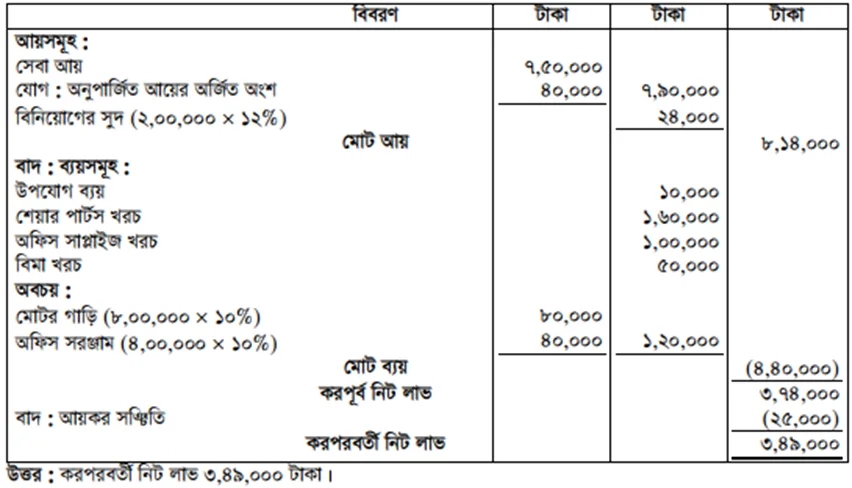 বিবরণ টাকা টাকা টাকা
আয়সমূহ :
সেবা আয় ৭,৫০,০০০
যোগ : অনুপার্জিত আয়ের অর্জিত অংশ ৪০,০০০ ৭,৯০,০০০
বিনিয়োগের সুদ (২,০০,০০০ × ১২%) ২৪,০০০
মোট আয় ৮,১৪,০০০
বাদ : ব্যয়সমূহ :
উপযোগ ব্যয় ১০,০০০
শেয়ার পার্টস খরচ ১,৬০,০০০
অফিস সাপ্লাইজ খরচ ১,০০,০০০
বিমা খরচ ৫০,০০০
অবচয় :
মোটর গাড়ি (৮,০০,০০০ × ১০%) ৮০,০০০
অফিস সরঞ্জাম (৪,০০,০০০ × ১০%) ৪০,০০০ ১,২০,০০০
মোট ব্যয় (৪,৪০,০০০)
করপূর্ব নিট লাভ ৩,৭৪,০০০
বাদ : আয়কর সঞ্চিতি (২৫,০০০)
করপরবর্তী নিট লাভ ৩,৪৯,০০০
উত্তর : করপরবর্তী নিট লাভ ৩,৪৯,০০০ টাকা।